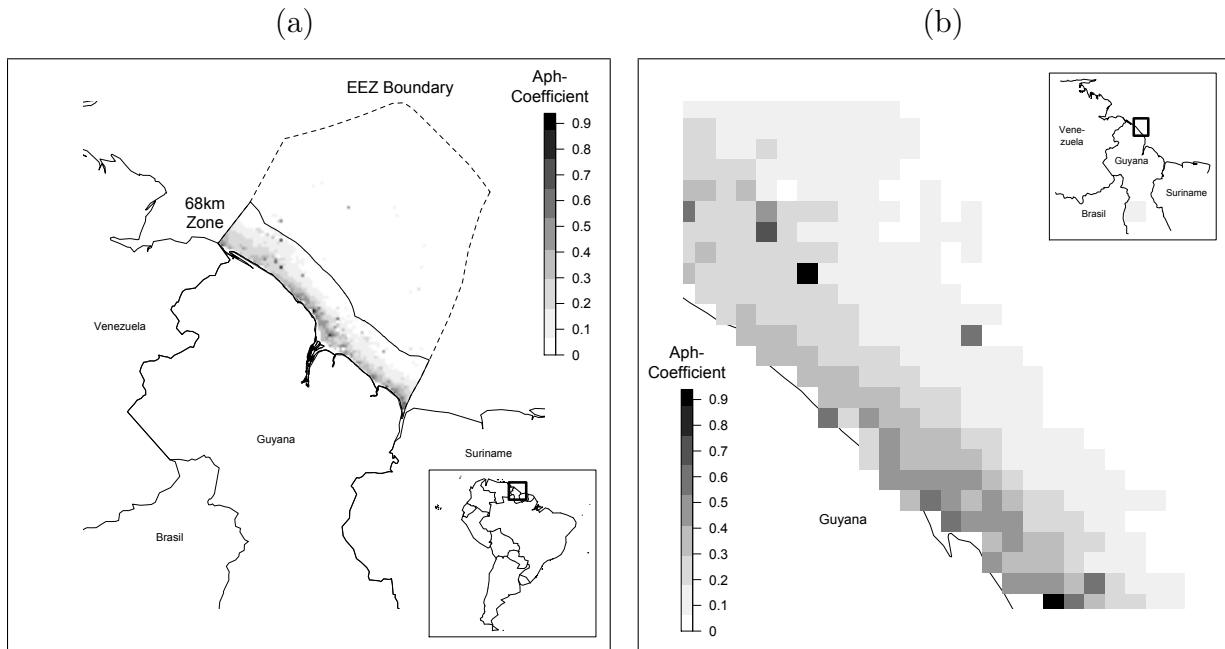 (a)
(b)
EEZ Boundary
Aph-
Coefficient
0.9
0.8
0.7
0.6
0.5
0.4
0.3
0.2
0.1
0
68km
Zone
Venezuela
Guyana
Suriname
Brasil
Vene-
zuela
Guyana
Suriname
Brasil
Aph-
Coefficient
0.9
0.8
0.7
0.6
0.5
0.4
0.3
0.2
0.1
0
Guyana